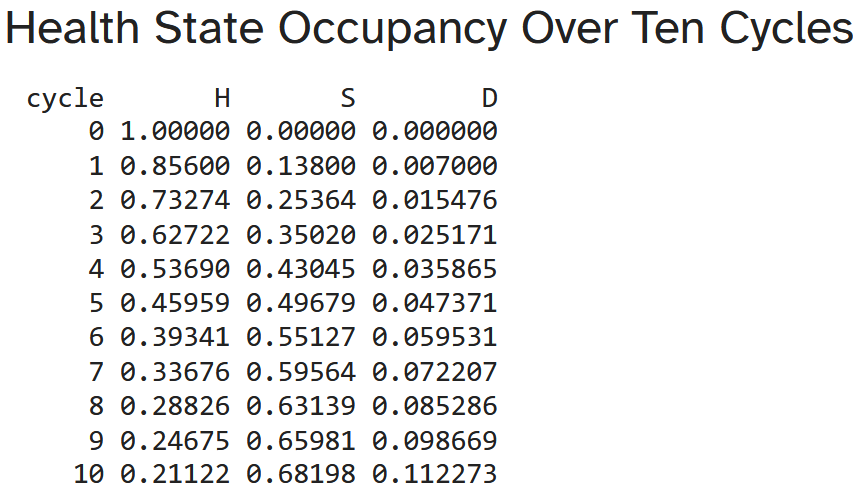 Health State Occupancy Over Ten Cycles
cycle H S D
0 1.00000 0.00000 0.000000
1 0.85600 0.13800 0.007000
2 0.73274 0.25364 0.015476
3 0.62722 0.35020 0.025171
4 0.53690 0.43045 0.035865
5 0.45959 0.49679 0.047371
6 0.39341 0.55127 0.059531
7 0.33676 0.59564 0.072207
8 0.28826 0.63139 0.085286
9 0.24675 0.65981 0.098669
10 0.21122 0.68198 0.112273